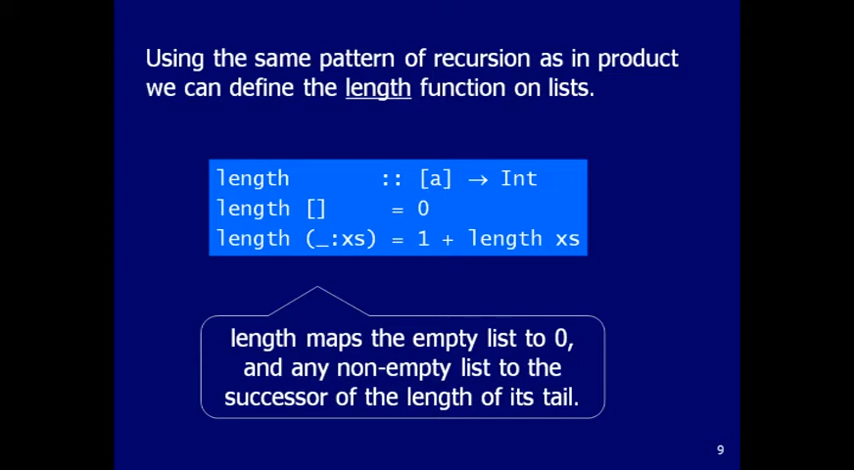 Using the same pattern of recursion as in product
we can define the length function on lists.
length :: [a] → Int
length [] = 0
length (_:xs) = 1 + length xs
length maps the empty list to 0,
and any non-empty list to the
successor of the length of its tail.
9